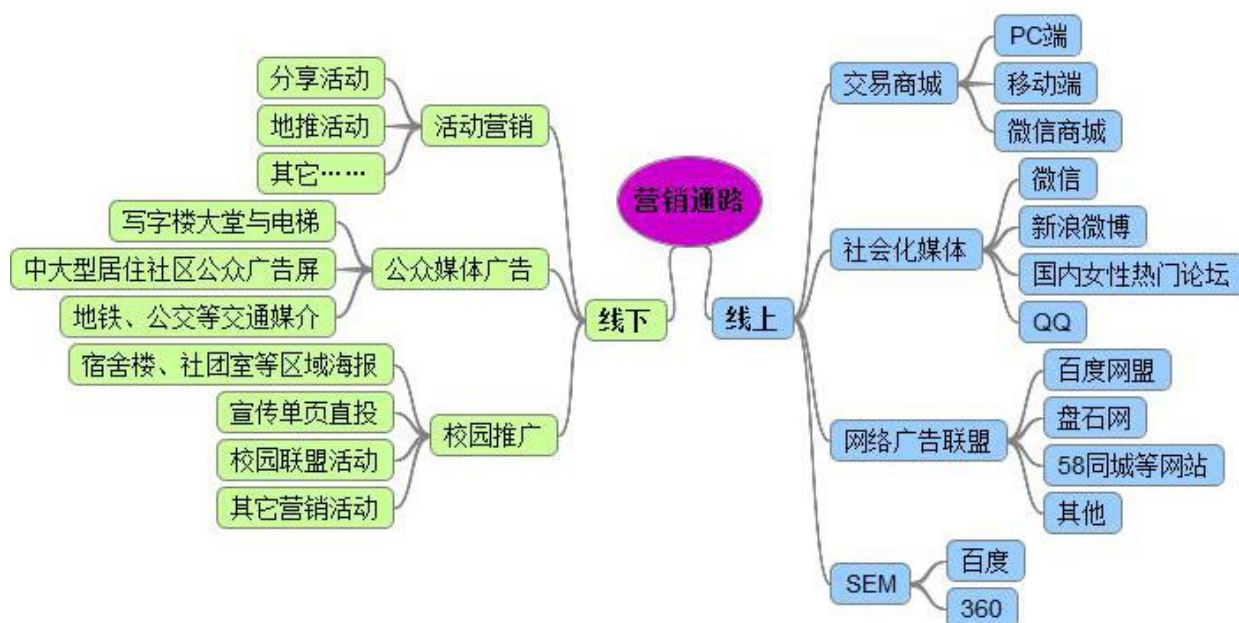 营销通路
线下
活动营销
分享活动
地推活动
其它……
公众媒体广告
写字楼大堂与电梯
中大型居住社区公众广告屏
地铁、公交等交通媒介
校园推广
宿舍楼、社团室等区域海报
宣传单页直投
校园联盟活动
其它营销活动
线上
交易商城
PC端
移动端
微信商城
社会化媒体
微信
新浪微博
国内女性热门论坛
QQ
网络广告联盟
百度网盟
盘石网
58同城等网站
其他
SEM
百度
360